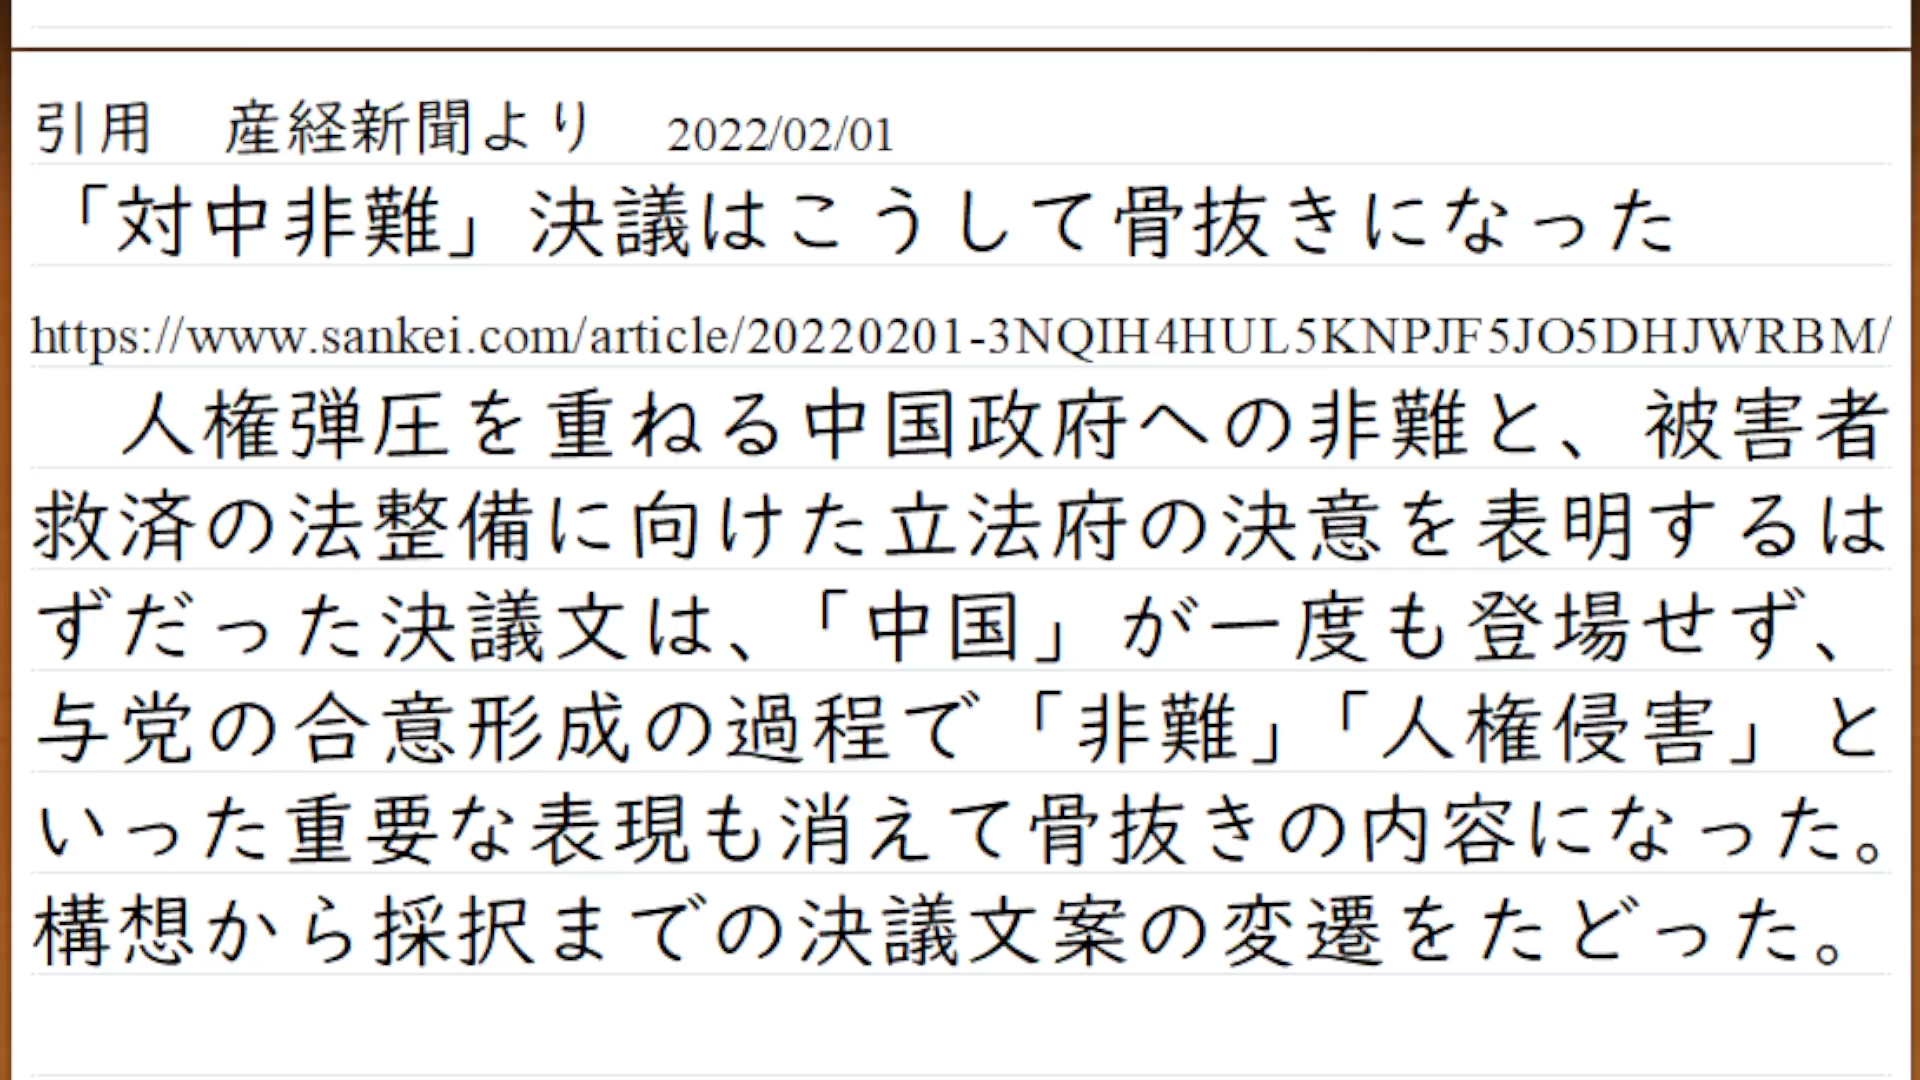 引用　産経新聞より　2022/02/01
「対中非難」決議はこうして骨抜きになった
https://www.sankei.com/article/20220201-3NQIH4HUL5KNPJF5JO5DHJWRBM/
　人権弾圧を重ねる中国政府への非難と、被害者
救済の法整備に向けた立法府の決意を表明するは
ずだった決議文は、「中国」が一度も登場せず、
与党の合意形成の過程で「非難」「人権侵害」と
いった重要な表現も消えて骨抜きの内容になった。
構想から採択までの決議文案の変遷をたどった。